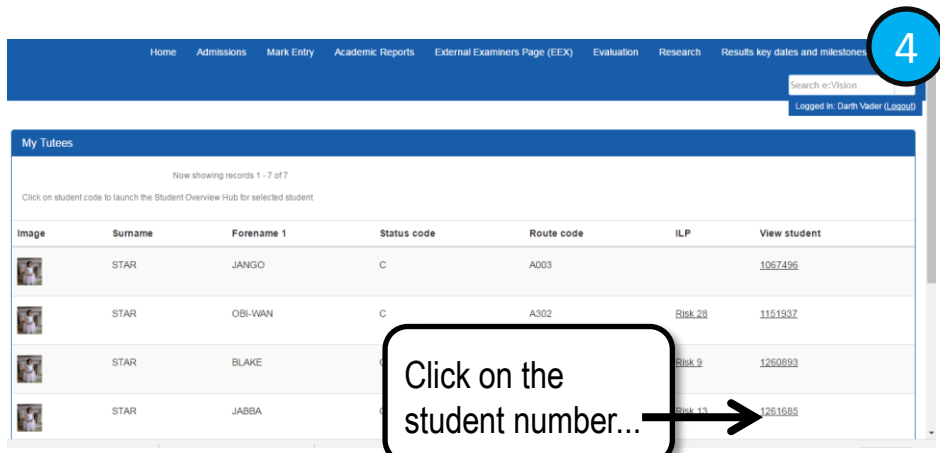 4
Home Admissions Mark Entry Academic Reports External Examiners Page (EEX) Evaluation Research Results key dates and milestones
Search e:Vision
Logged In: Darth Vader (Logout)
My Tutees
Now showing records 1 - 7 of 7
Click on student code to launch the Student Overview Hub for selected student
Image Surname Forename 1 Status code Route code ILP View student
STAR JANGO C A003 1067496
STAR OBI-WAN C A302 Risk 28 1151937
STAR BLAKE Risk 9 1260893
STAR JABBA Risk 13 1261685
Click on the
student number...